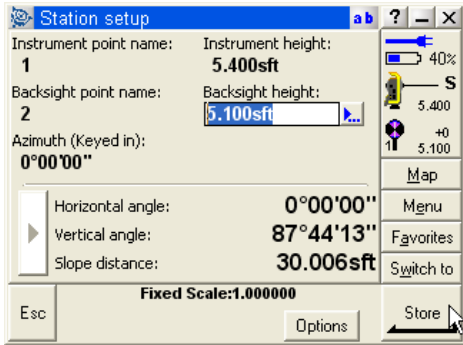 Station setup
ab
? – ×
Instrument point name: Instrument height:
1 5.400sft
40%
Backsight point name: Backsight height:
2 5.100sft
S
5.400
Azimuth (Keyed in):
0°00'00"
+0
1 5.100
Map
Horizontal angle: 0°00'00"
Menu
Vertical angle: 87°44'13"
Favorites
Slope distance: 30.006sft
Switch to
Fixed Scale:1.000000
Esc Options Store